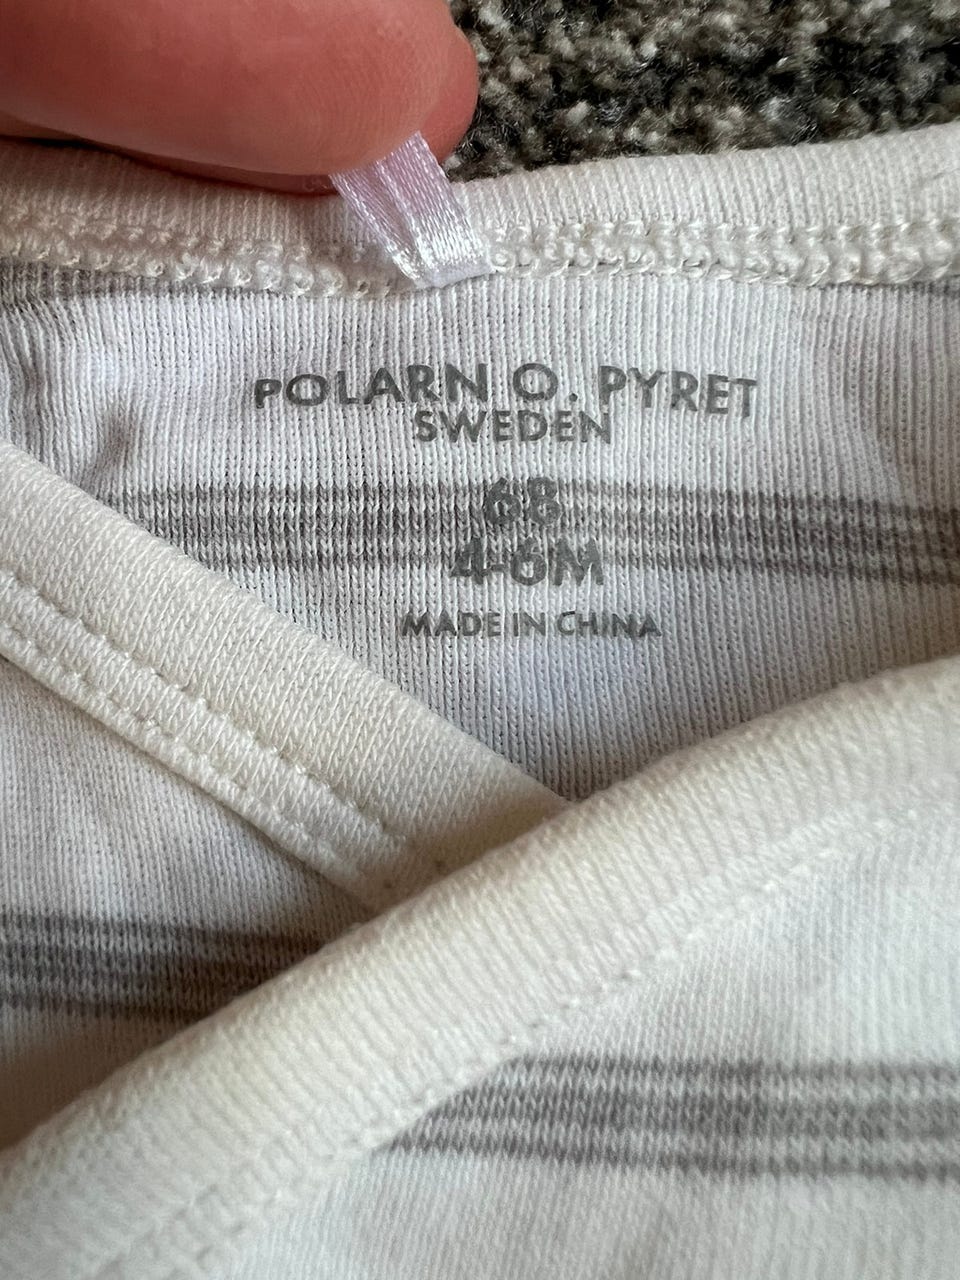 POLARN O. PYRET
SWEDEN
68
4-6M
MADE IN CHINA